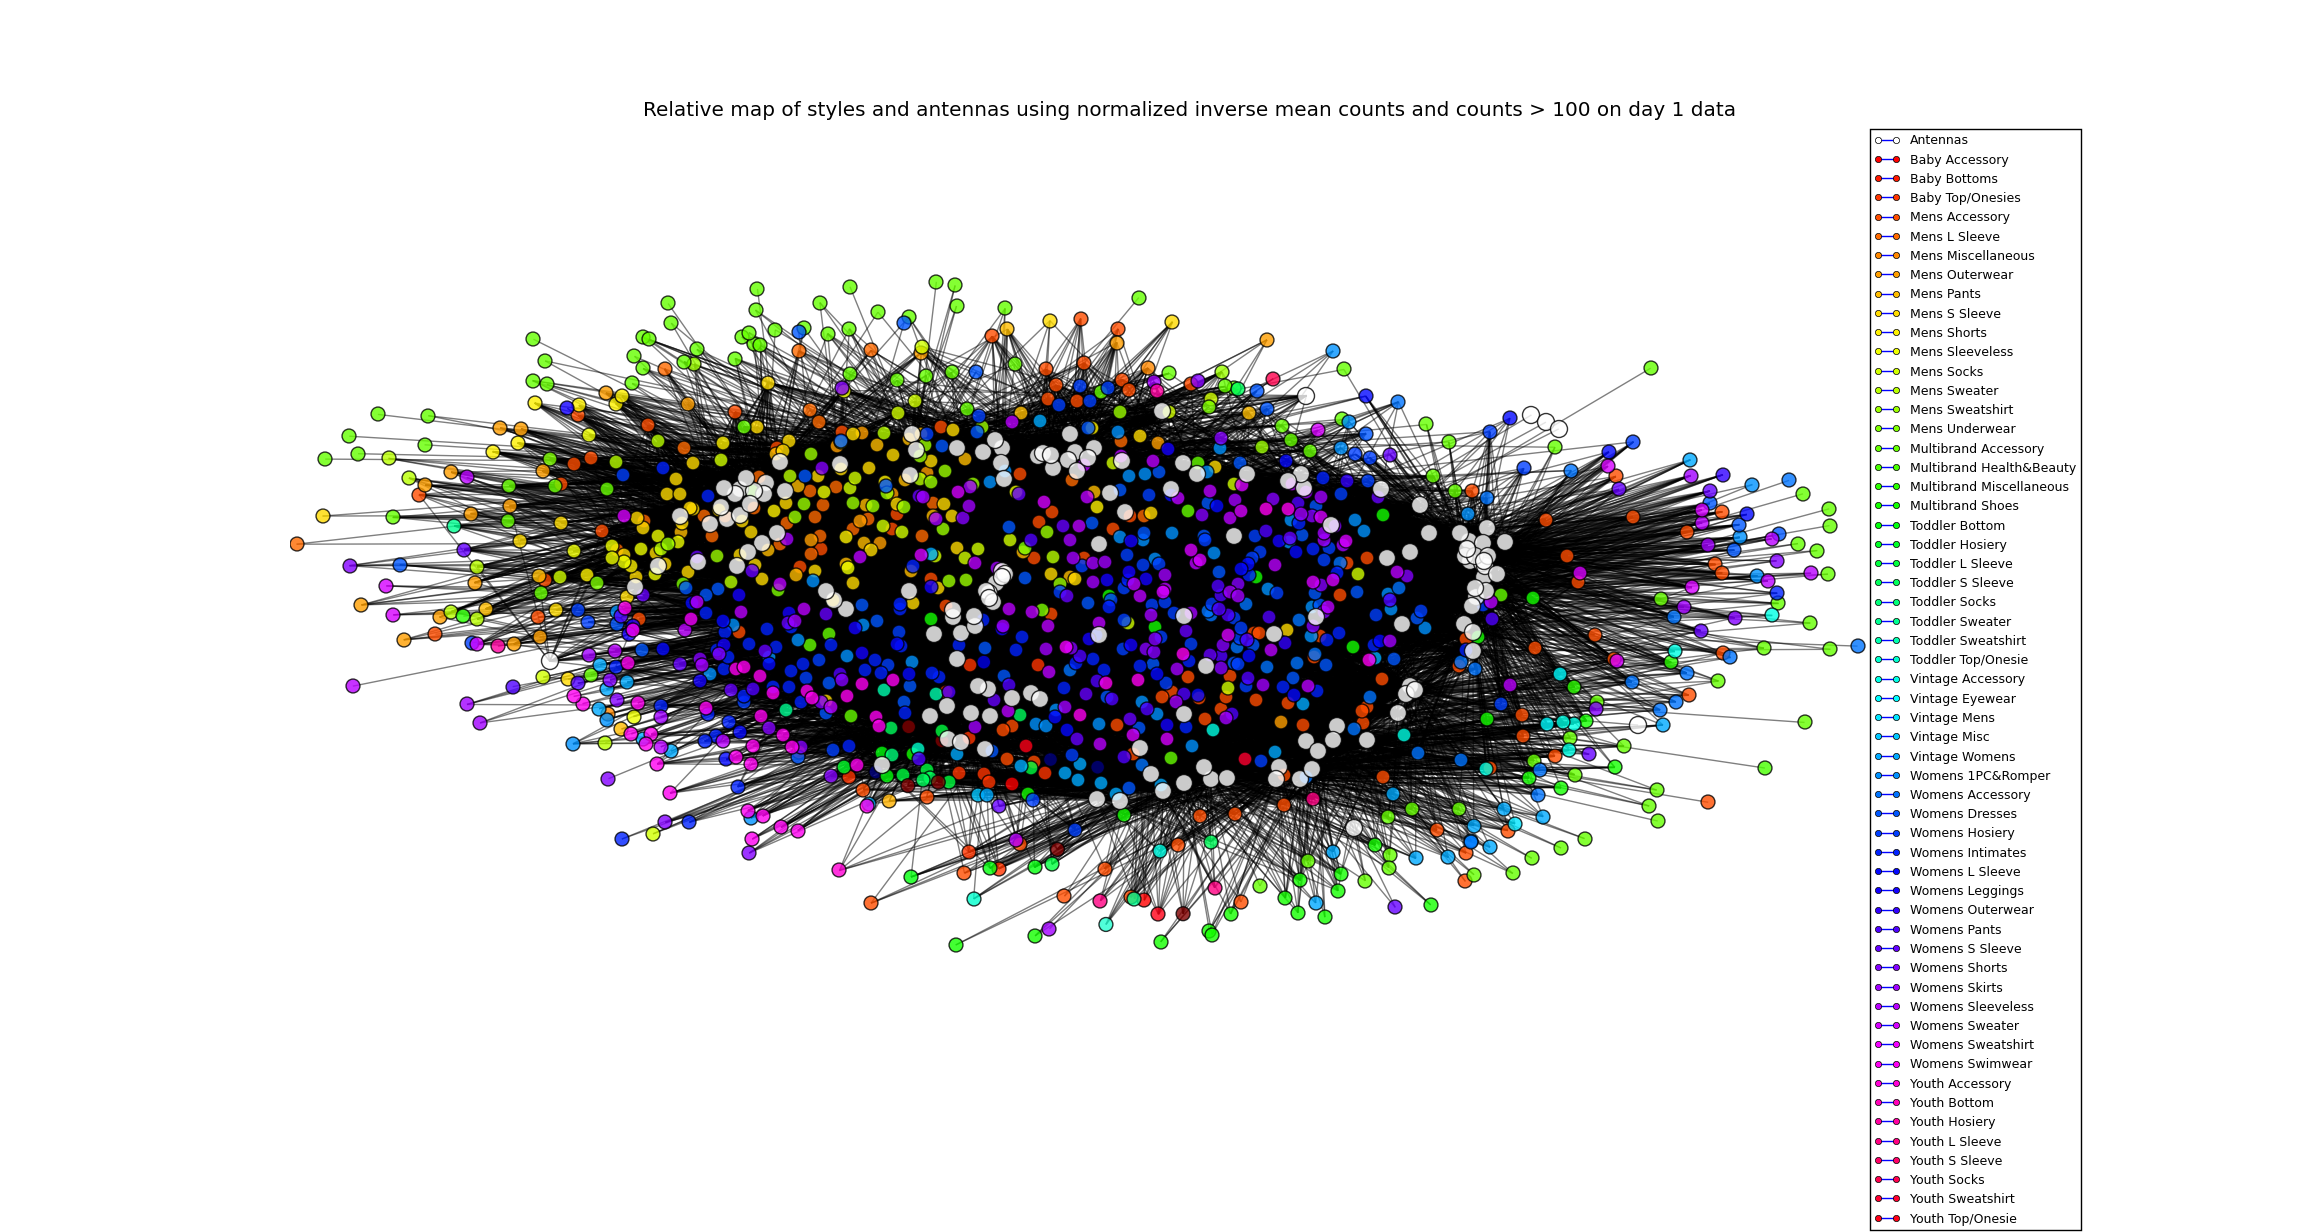 Relative map of styles and antennas using normalized inverse mean counts and counts > 100 on day 1 data
Antennas
Baby Accessory
Baby Bottoms
Baby Top/Onesies
Mens Accessory
Mens L Sleeve
Mens Miscellaneous
Mens Outerwear
Mens Pants
Mens S Sleeve
Mens Shorts
Mens Sleeveless
Mens Socks
Mens Sweater
Mens Sweatshirt
Mens Underwear
Multibrand Accessory
Multibrand Health&Beauty
Multibrand Miscellaneous
Multibrand Shoes
Toddler Bottom
Toddler Hosiery
Toddler L Sleeve
Toddler S Sleeve
Toddler Socks
Toddler Sweater
Toddler Sweatshirt
Toddler Top/Onesie
Vintage Accessory
Vintage Eyewear
Vintage Mens
Vintage Misc
Vintage Womens
Womens 1PC&Romper
Womens Accessory
Womens Dresses
Womens Hosiery
Womens Intimates
Womens L Sleeve
Womens Leggings
Womens Outerwear
Womens Pants
Womens S Sleeve
Womens Shorts
Womens Skirts
Womens Sleeveless
Womens Sweater
Womens Sweatshirt
Womens Swimwear
Youth Accessory
Youth Bottom
Youth Hosiery
Youth L Sleeve
Youth S Sleeve
Youth Socks
Youth Sweatshirt
Youth Top/Onesie